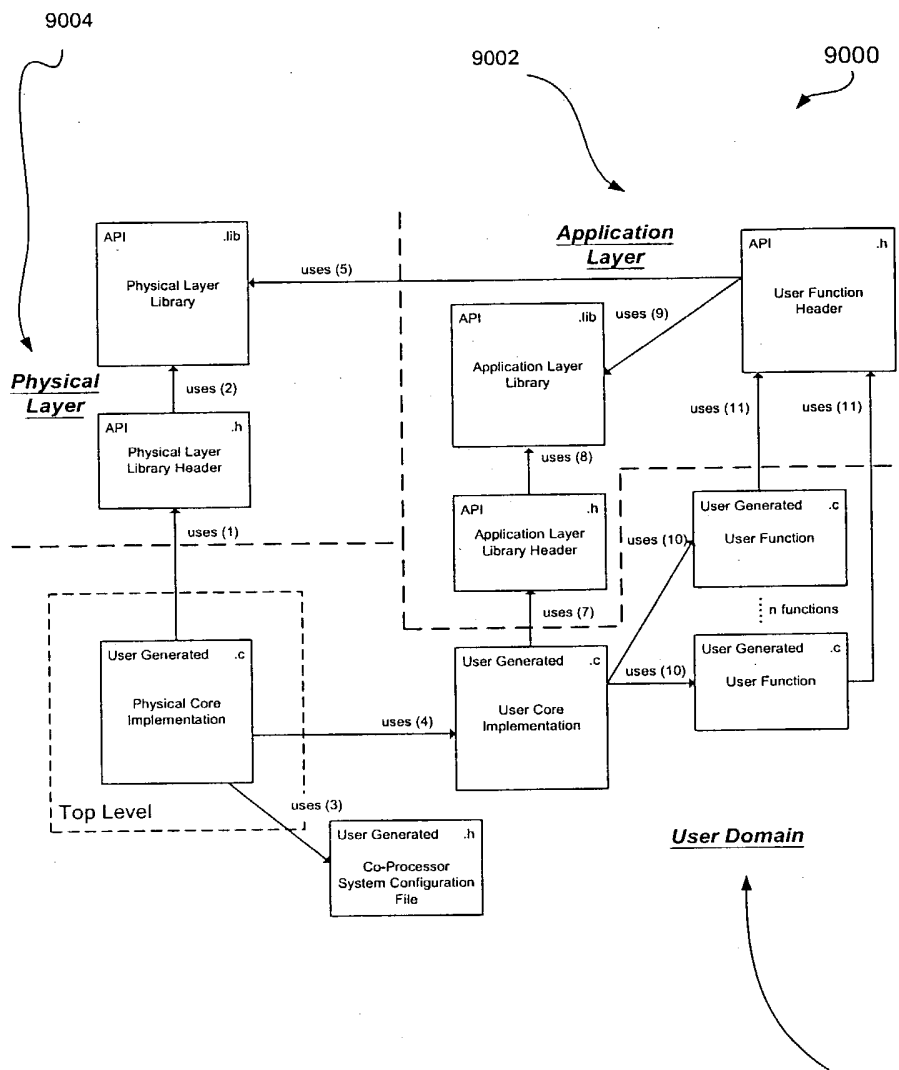 9004
9002
9000
API .lib
Physical Layer
Library
uses (5)
Application
Layer
API .h
User Function
Header
uses (9)
API .lib
Application Layer
Library
Physical
Layer
uses (2)
API .h
Physical Layer
Library Header
uses (11)
uses (11)
uses (8)
API .h
Application Layer
Library Header
User Generated .c
User Function
uses (1)
uses (10)
n functions
uses (7)
User Generated .c
Physical Core
Implementation
User Generated .c
User Core
Implementation
User Generated .c
User Function
uses (10)
uses (4)
Top Level
uses (3)
User Generated .h
Co-Processor
System Configuration
File
User Domain